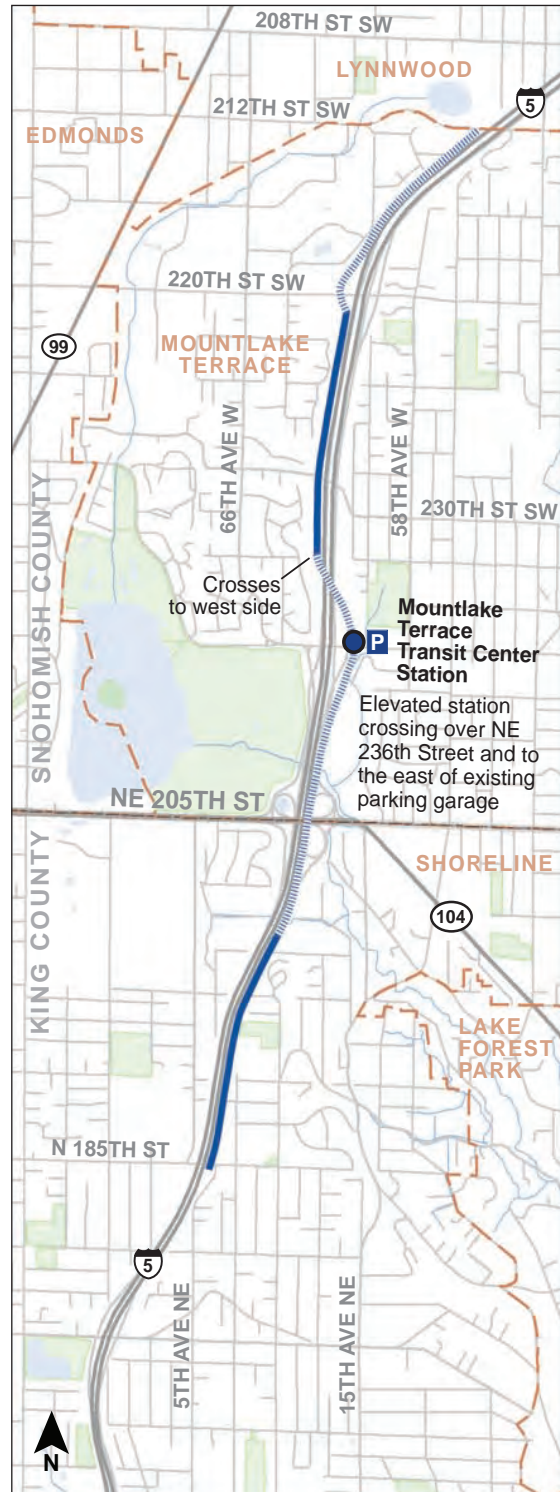 208TH ST SW
LYNNWOOD
5
212TH ST SW
EDMONDS
220TH ST SW
MOUNTLAKE
TERRACE
99
66TH AVE W
58TH AVE W
230TH ST SW
SNOHOMISH COUNTY
Crosses
to west side
P
Mountlake
Terrace
Transit Center
Station
Elevated station
crossing over NE
236th Street and to
the east of existing
parking garage
NE 205TH ST
SHORELINE
104
KING COUNTY
LAKE
FOREST
PARK
N 185TH ST
5
5TH AVE NE
15TH AVE NE
N